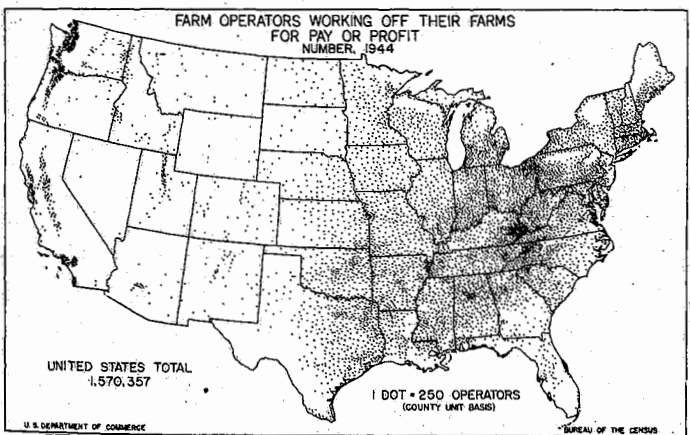 FARM OPERATORS WORKING OFF THEIR FARMS
FOR PAY OR PROFIT
NUMBER, 1944
UNITED STATES TOTAL
1,570,357
1 DOT = 250 OPERATORS
(COUNTY UNIT BASIS)
U. S. DEPARTMENT OF COMMERCE
BUREAU OF THE CENSUS